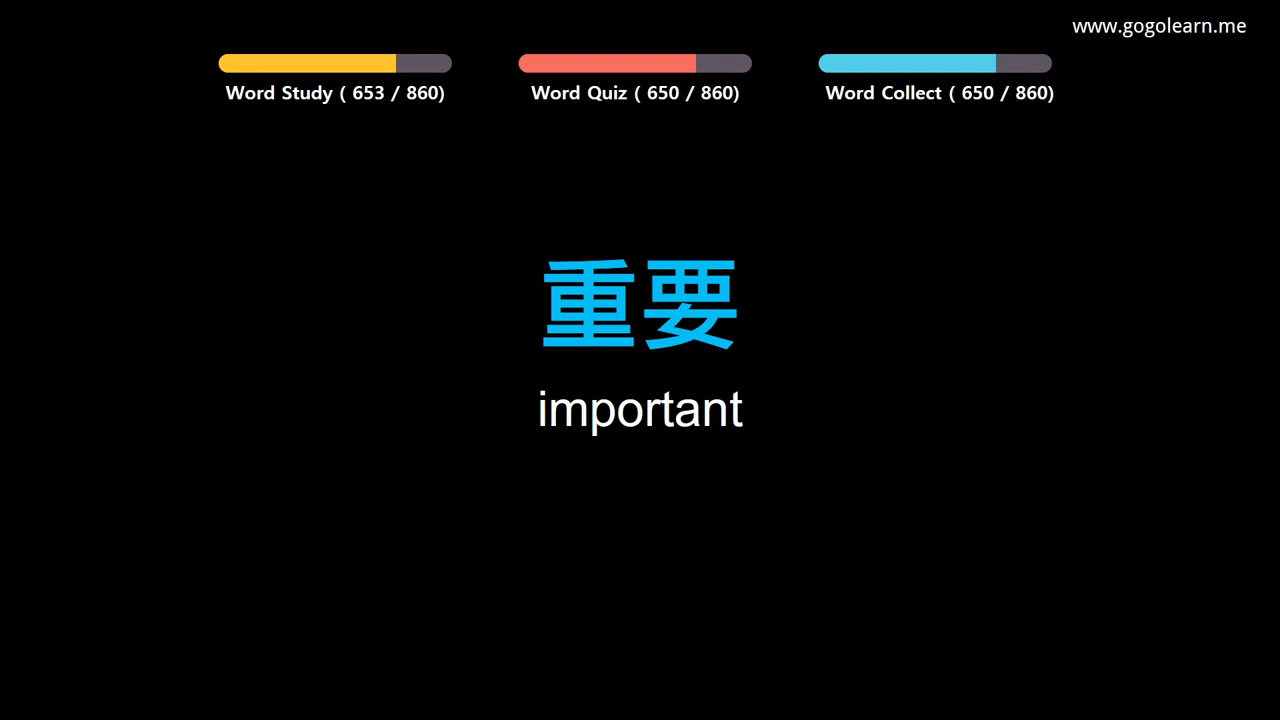 www.gogolearn.me
Word Study ( 653 / 860)
Word Quiz ( 650 / 860)
Word Collect ( 650 / 860)
重要
important